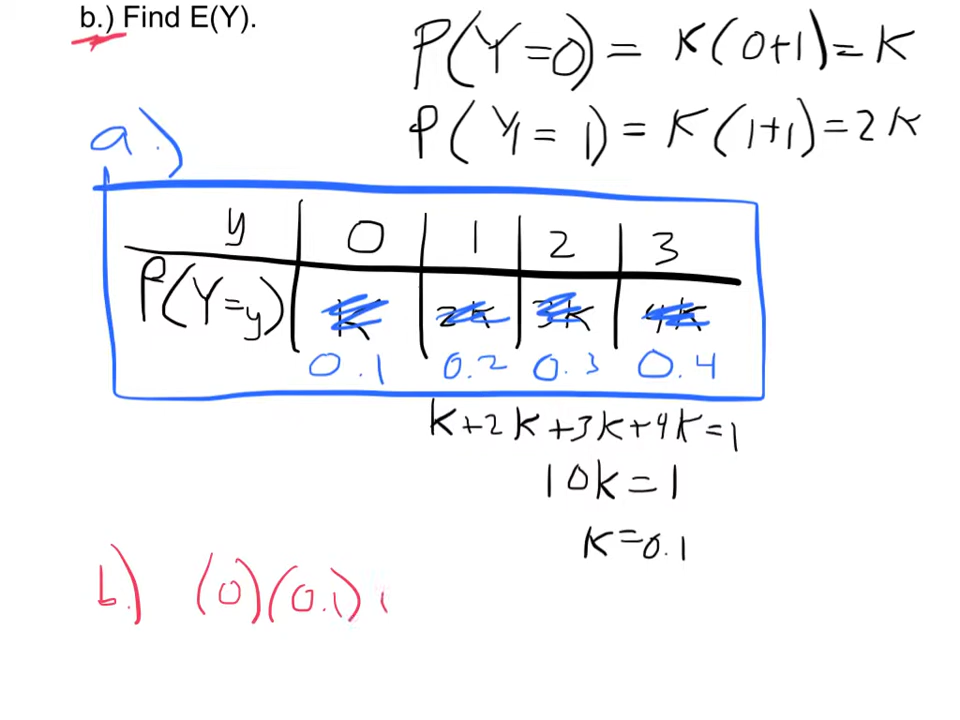 b.) Find E(Y).
P(Y=0) = K(0+1) = K
P(Y=1) = K(1+1) = 2K
a.)
y 0 1 2 3
P(Y=y) K 2K 3K 4K
0.1 0.2 0.3 0.4
K+2K+3K+4K=1
10K=1
K=0.1
b.) (0)(0.1)